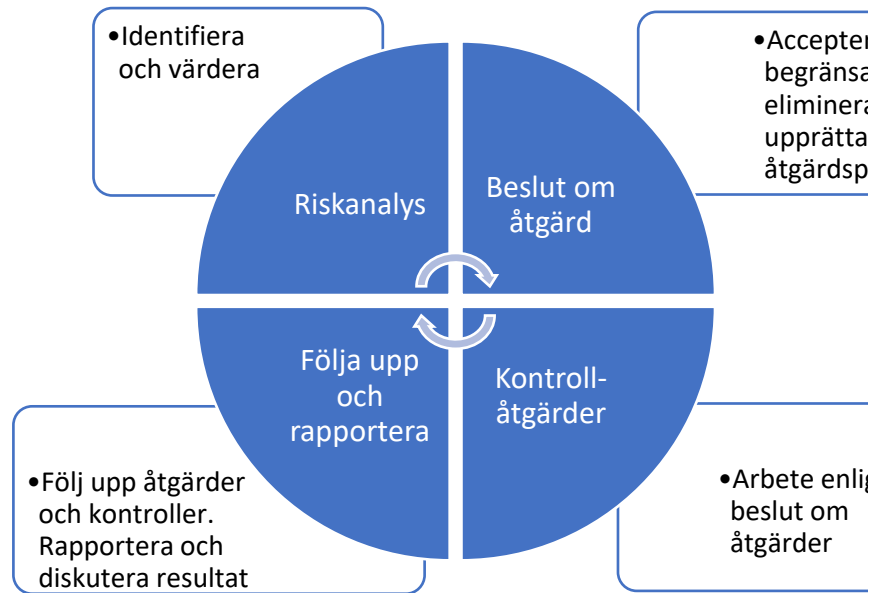 •Identifiera
och värdera
Riskanalys
Beslut om
åtgärd
Följa upp
och
rapportera
Kontroll-
åtgärder
•Följ upp åtgärder
och kontroller.
Rapportera och
diskutera resultat
•Arbete
beslut om
åtgärder